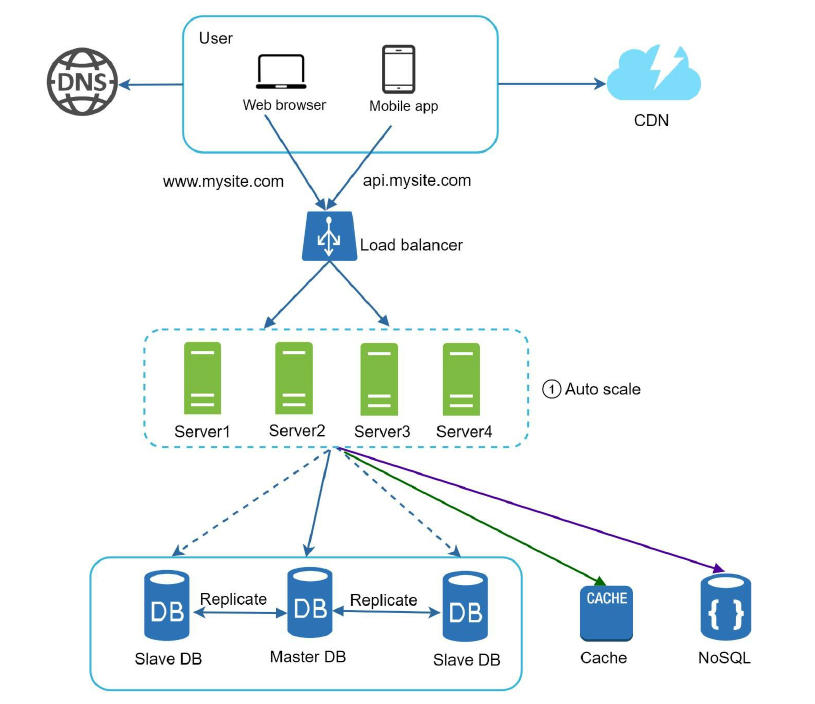 User
DNS
Web browser
Mobile app
CDN
www.mysite.com
api.mysite.com
Load balancer
1 Auto scale
Server1
Server2
Server3
Server4
Replicate
Replicate
DB
DB
DB
CACHE
{ }
Slave DB
Master DB
Slave DB
Cache
NoSQL